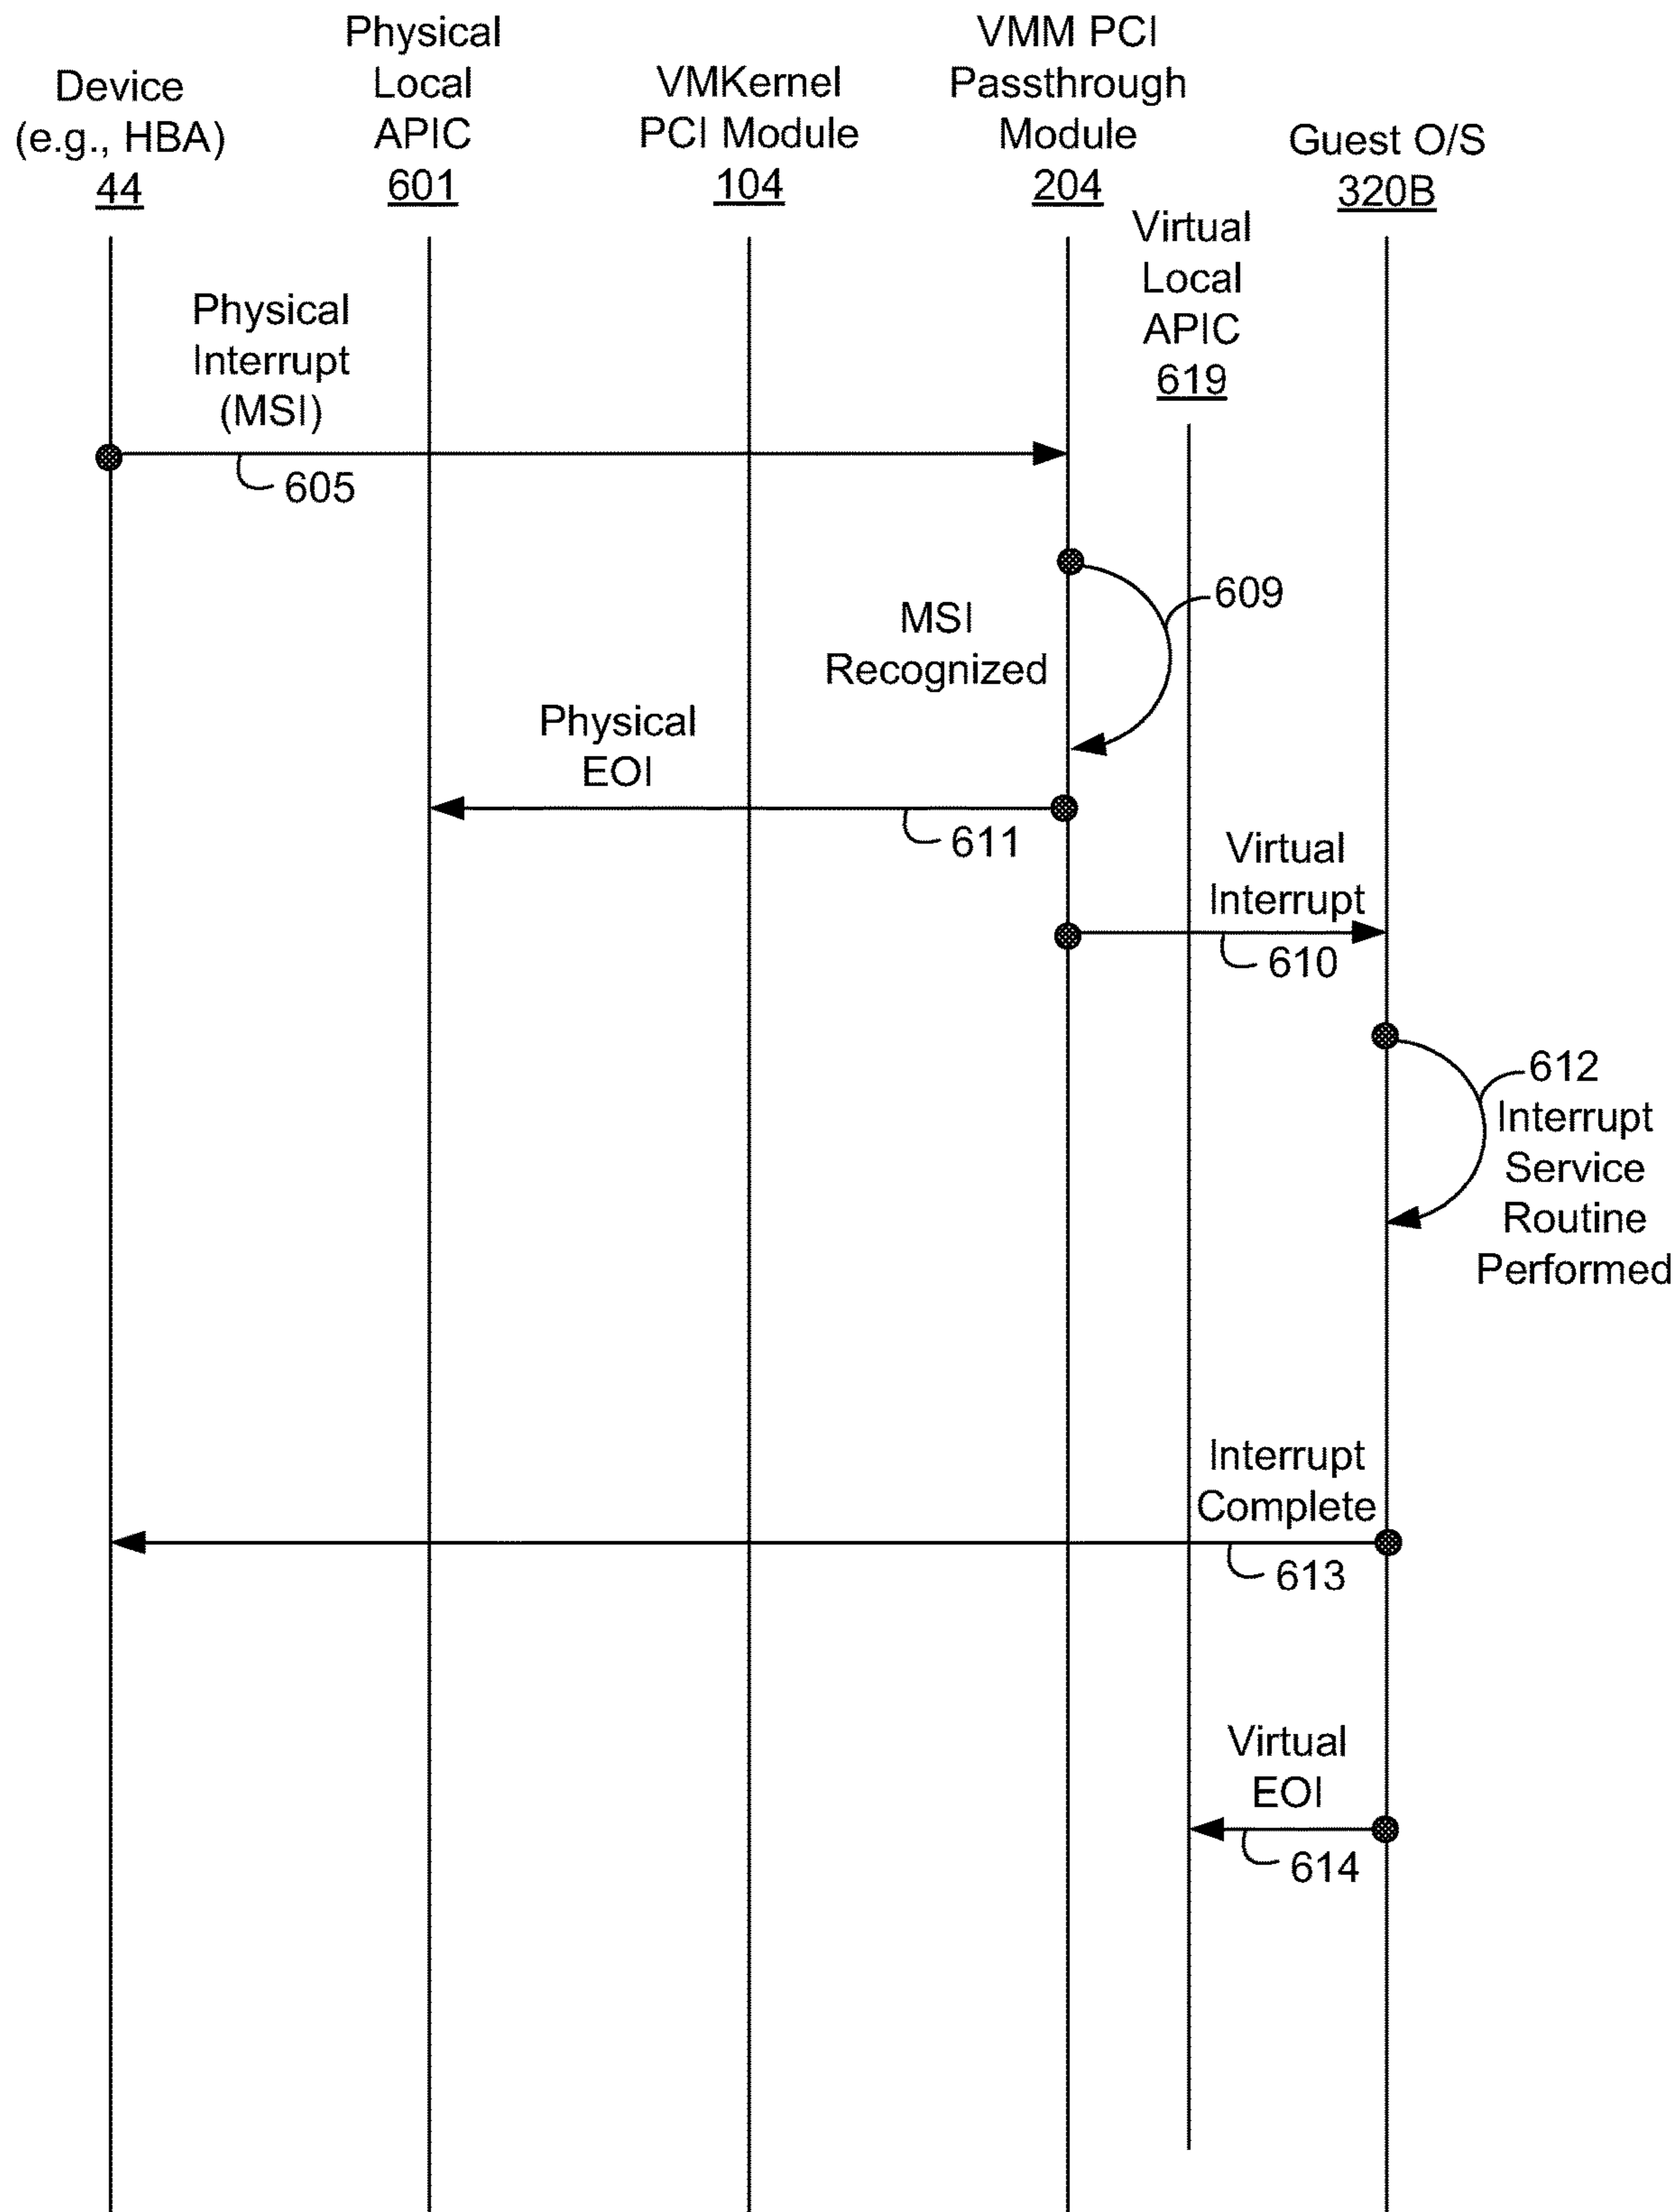 Device
(e.g., HBA)
44
Physical
Local
APIC
601
VMKernel
PCI Module
104
VMM PCI
Passthrough
Module
204
Virtual
Local
APIC
619
Guest O/S
320B
Physical
Interrupt
(MSI)
605
609
MSI
Recognized
Physical
EOI
611
Virtual
Interrupt
610
612
Interrupt
Service
Routine
Performed
Interrupt
Complete
613
Virtual
EOI
614